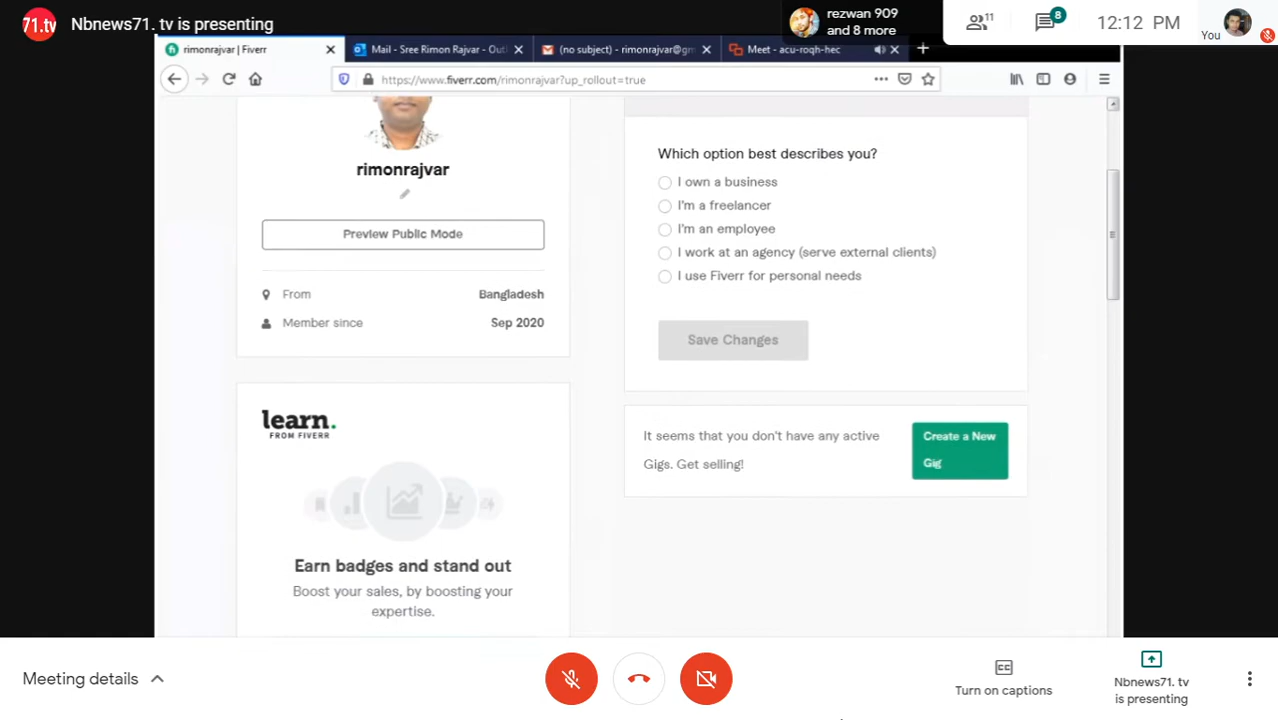 71.tv
Nbnews71. tv is presenting
rezwan 909
and 8 more
11
8
12:12 PM
You
rimonrajvar | Fiverr
Mail - Sree Rimon Rajvar - Outl
(no subject) - rimonrajvar@gm
Meet - acu-roqh-hec
https://www.fiverr.com/rimonrajvar?up_rollout=true
rimonrajvar
Preview Public Mode
From Bangladesh
Member since Sep 2020
learn.
FROM FIVERR
Earn badges and stand out
Boost your sales, by boosting your
expertise.
Which option best describes you?
I own a business
I'm a freelancer
I'm an employee
I work at an agency (serve external clients)
I use Fiverr for personal needs
Save Changes
It seems that you don't have any active
Gigs. Get selling!
Create a New
Gig
Meeting details
Turn on captions
Nbnews71. tv
is presenting